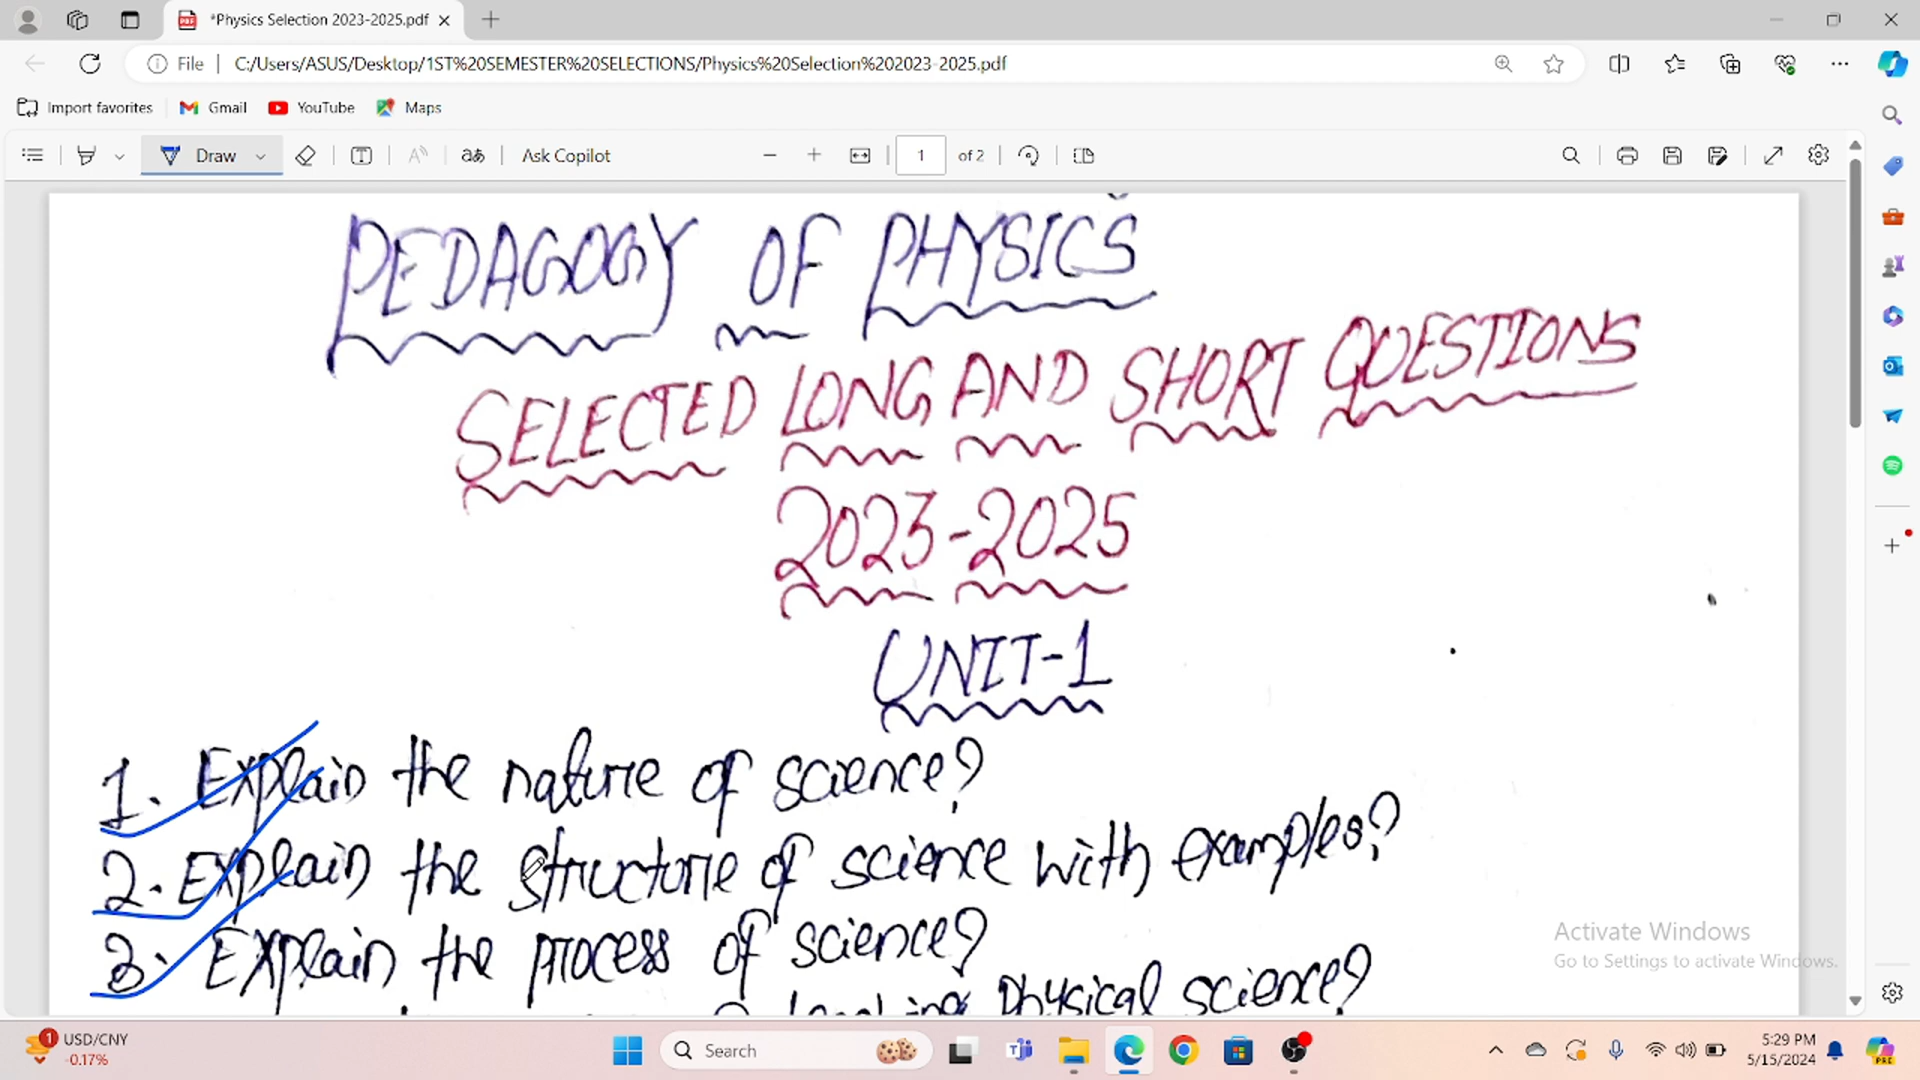 *Physics Selection 2023-2025.pdf
File
C:/Users/ASUS/Desktop/1ST%20SEMESTER%20SELECTIONS/Physics%20Selection%202023-2025.pdf
Import favorites
Gmail
YouTube
Maps
Draw
Ask Copilot
1 of 2
PEDAGOGY OF PHYSICS
SELECTED LONG AND SHORT QUESTIONS
2023-2025
UNIT-1
1. Explain the nature of science?
2. Explain the structure of science with examples?
3. Explain the process of science?
physical science?
Activate Windows
Go to Settings to activate Windows.
1
USD/CNY
-0.17%
Search
5:29 PM
5/15/2024
PRE